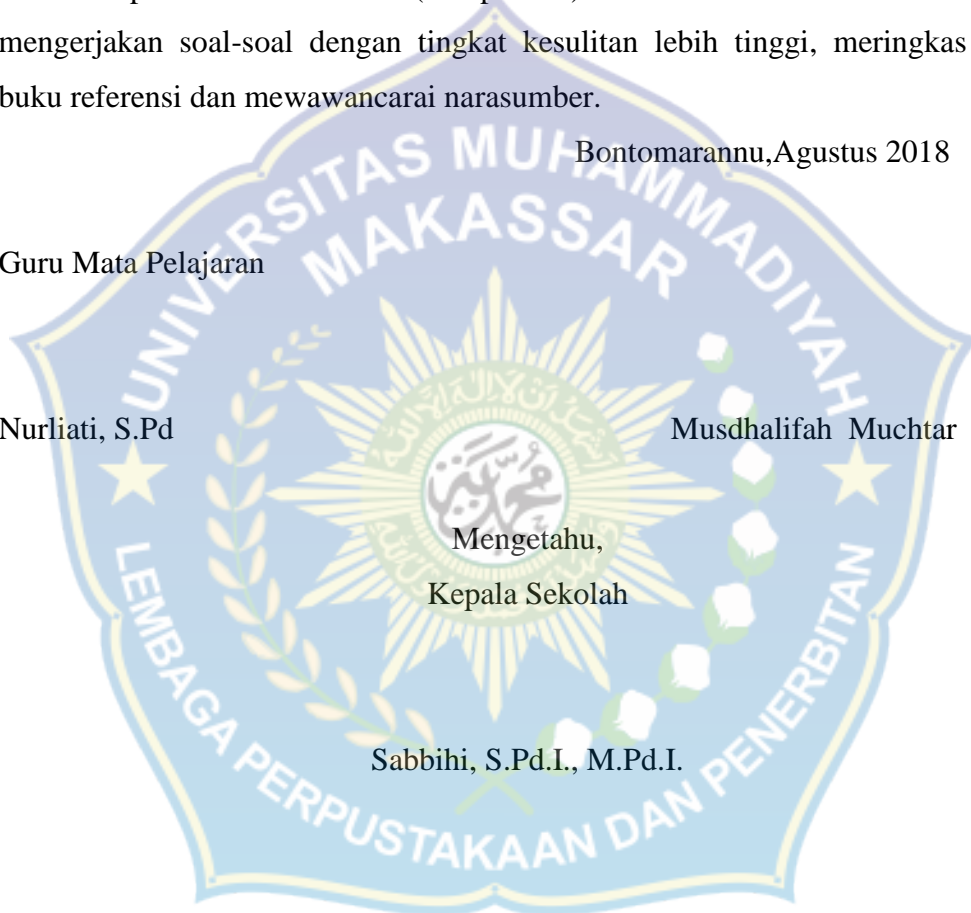 mengerjakan soal-soal dengan tingkat kesulitan lebih tinggi, meringkas
buku referensi dan mewawancarai narasumber.
Bontomarannu,Agustus 2018
Guru Mata Pelajaran
Nurliati, S.Pd Musdhalifah Muchtar
Mengetahu,
Kepala Sekolah
Sabbihi, S.Pd.I., M.Pd.I.
UNIVERSITAS MUHAMMADIYAH
MAKASSAR
LEMBAGA PERPUSTAKAAN DAN PENERBITAN